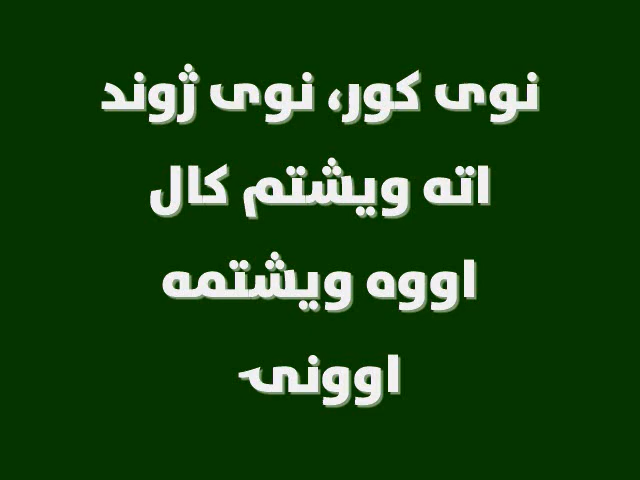 نوی کور، نوی ژوند
اته ویشتم کال
اووه ویشتمه
اوونۍ